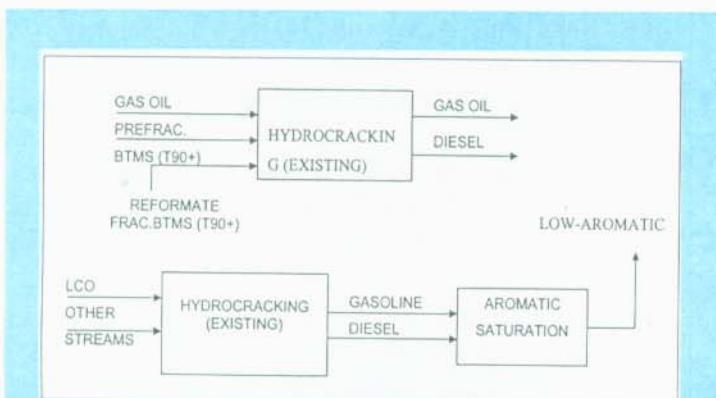 GAS OIL
PREFRAC.
BTMS (T90+)
HYDROCRACKIN
G (EXISTING)
GAS OIL
DIESEL
REFORMATE
FRAC.BTMS (T90+)
LOW-AROMATIC
LCO
OTHER
STREAMS
HYDROCRACKING
(EXISTING)
GASOLINE
DIESEL
AROMATIC
SATURATION